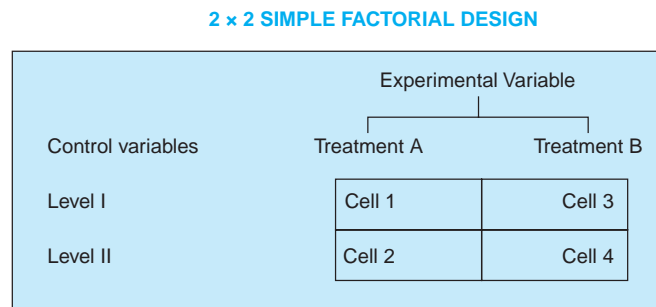 2 × 2 SIMPLE FACTORIAL DESIGN
Experimental Variable
Control variables Treatment A Treatment B
Level I Cell 1 Cell 3
Level II Cell 2 Cell 4